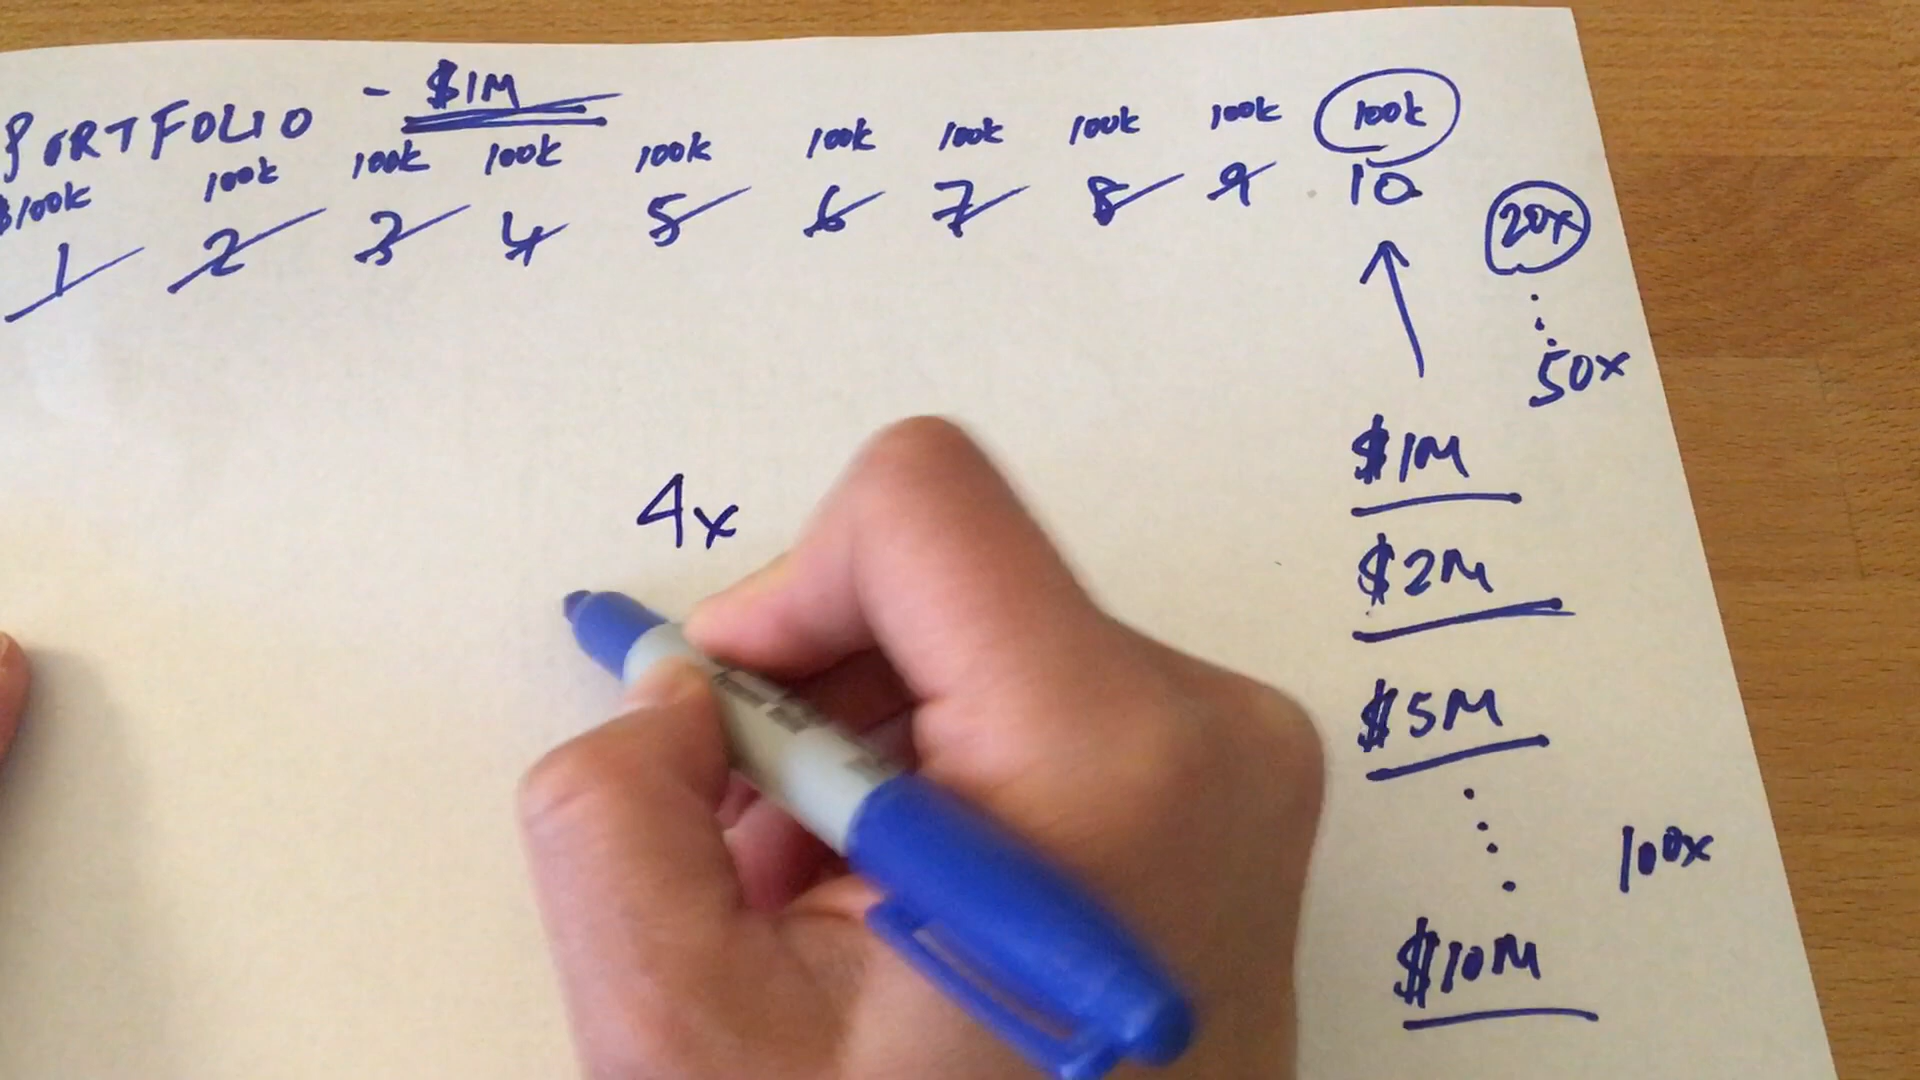 PORTFOLIO - $1M
$100k 100k 100k 100k 100k 100k 100k 100k 100k 100k
1 2 3 4 5 6 7 8 9 10
20x
50x
$1M
4x
$2M
$5M
100x
$10M